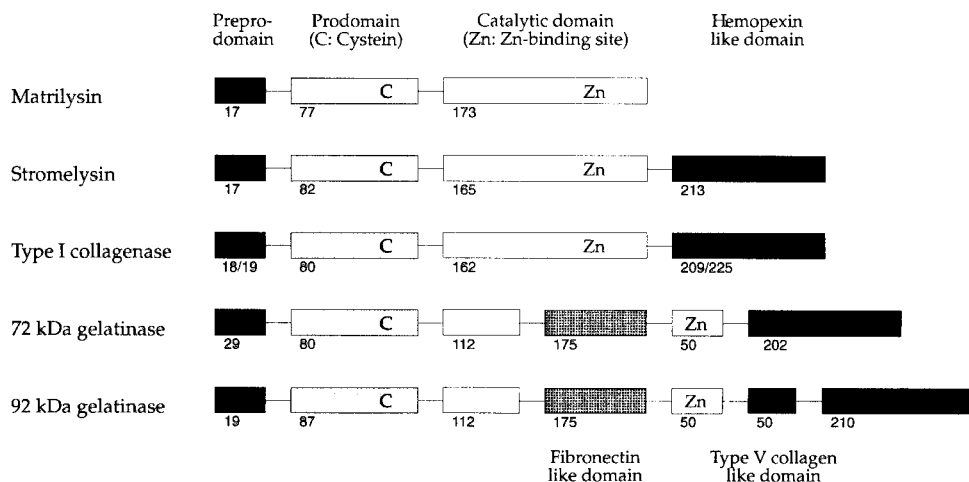 Prepro- Prodomain Catalytic domain Hemopexin
domain (C: Cystein) (Zn: Zn-binding site) like domain
Matrilysin C Zn
17 77 173
Stromelysin C Zn
17 82 165 213
Type I collagenase C Zn
18/19 80 162 209/225
72 kDa gelatinase C Zn
29 80 112 175 50 202
92 kDa gelatinase C Zn
19 87 112 175 50 50 210
Fibronectin Type V collagen
like domain like domain